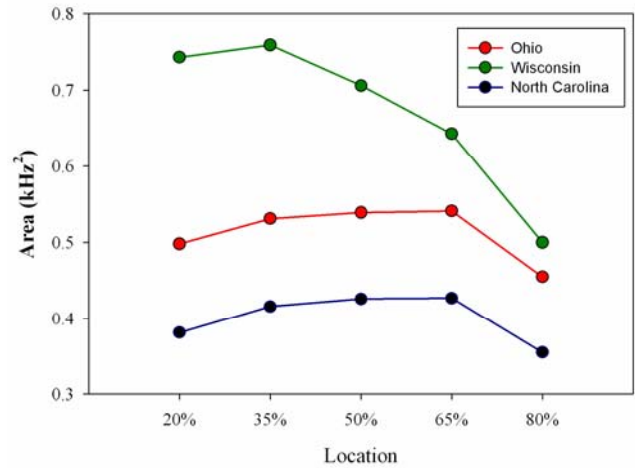 0.8
0.7
0.6
0.5
0.4
0.3
Area (kHz²)
Ohio
Wisconsin
North Carolina
20% 35% 50% 65% 80%
Location